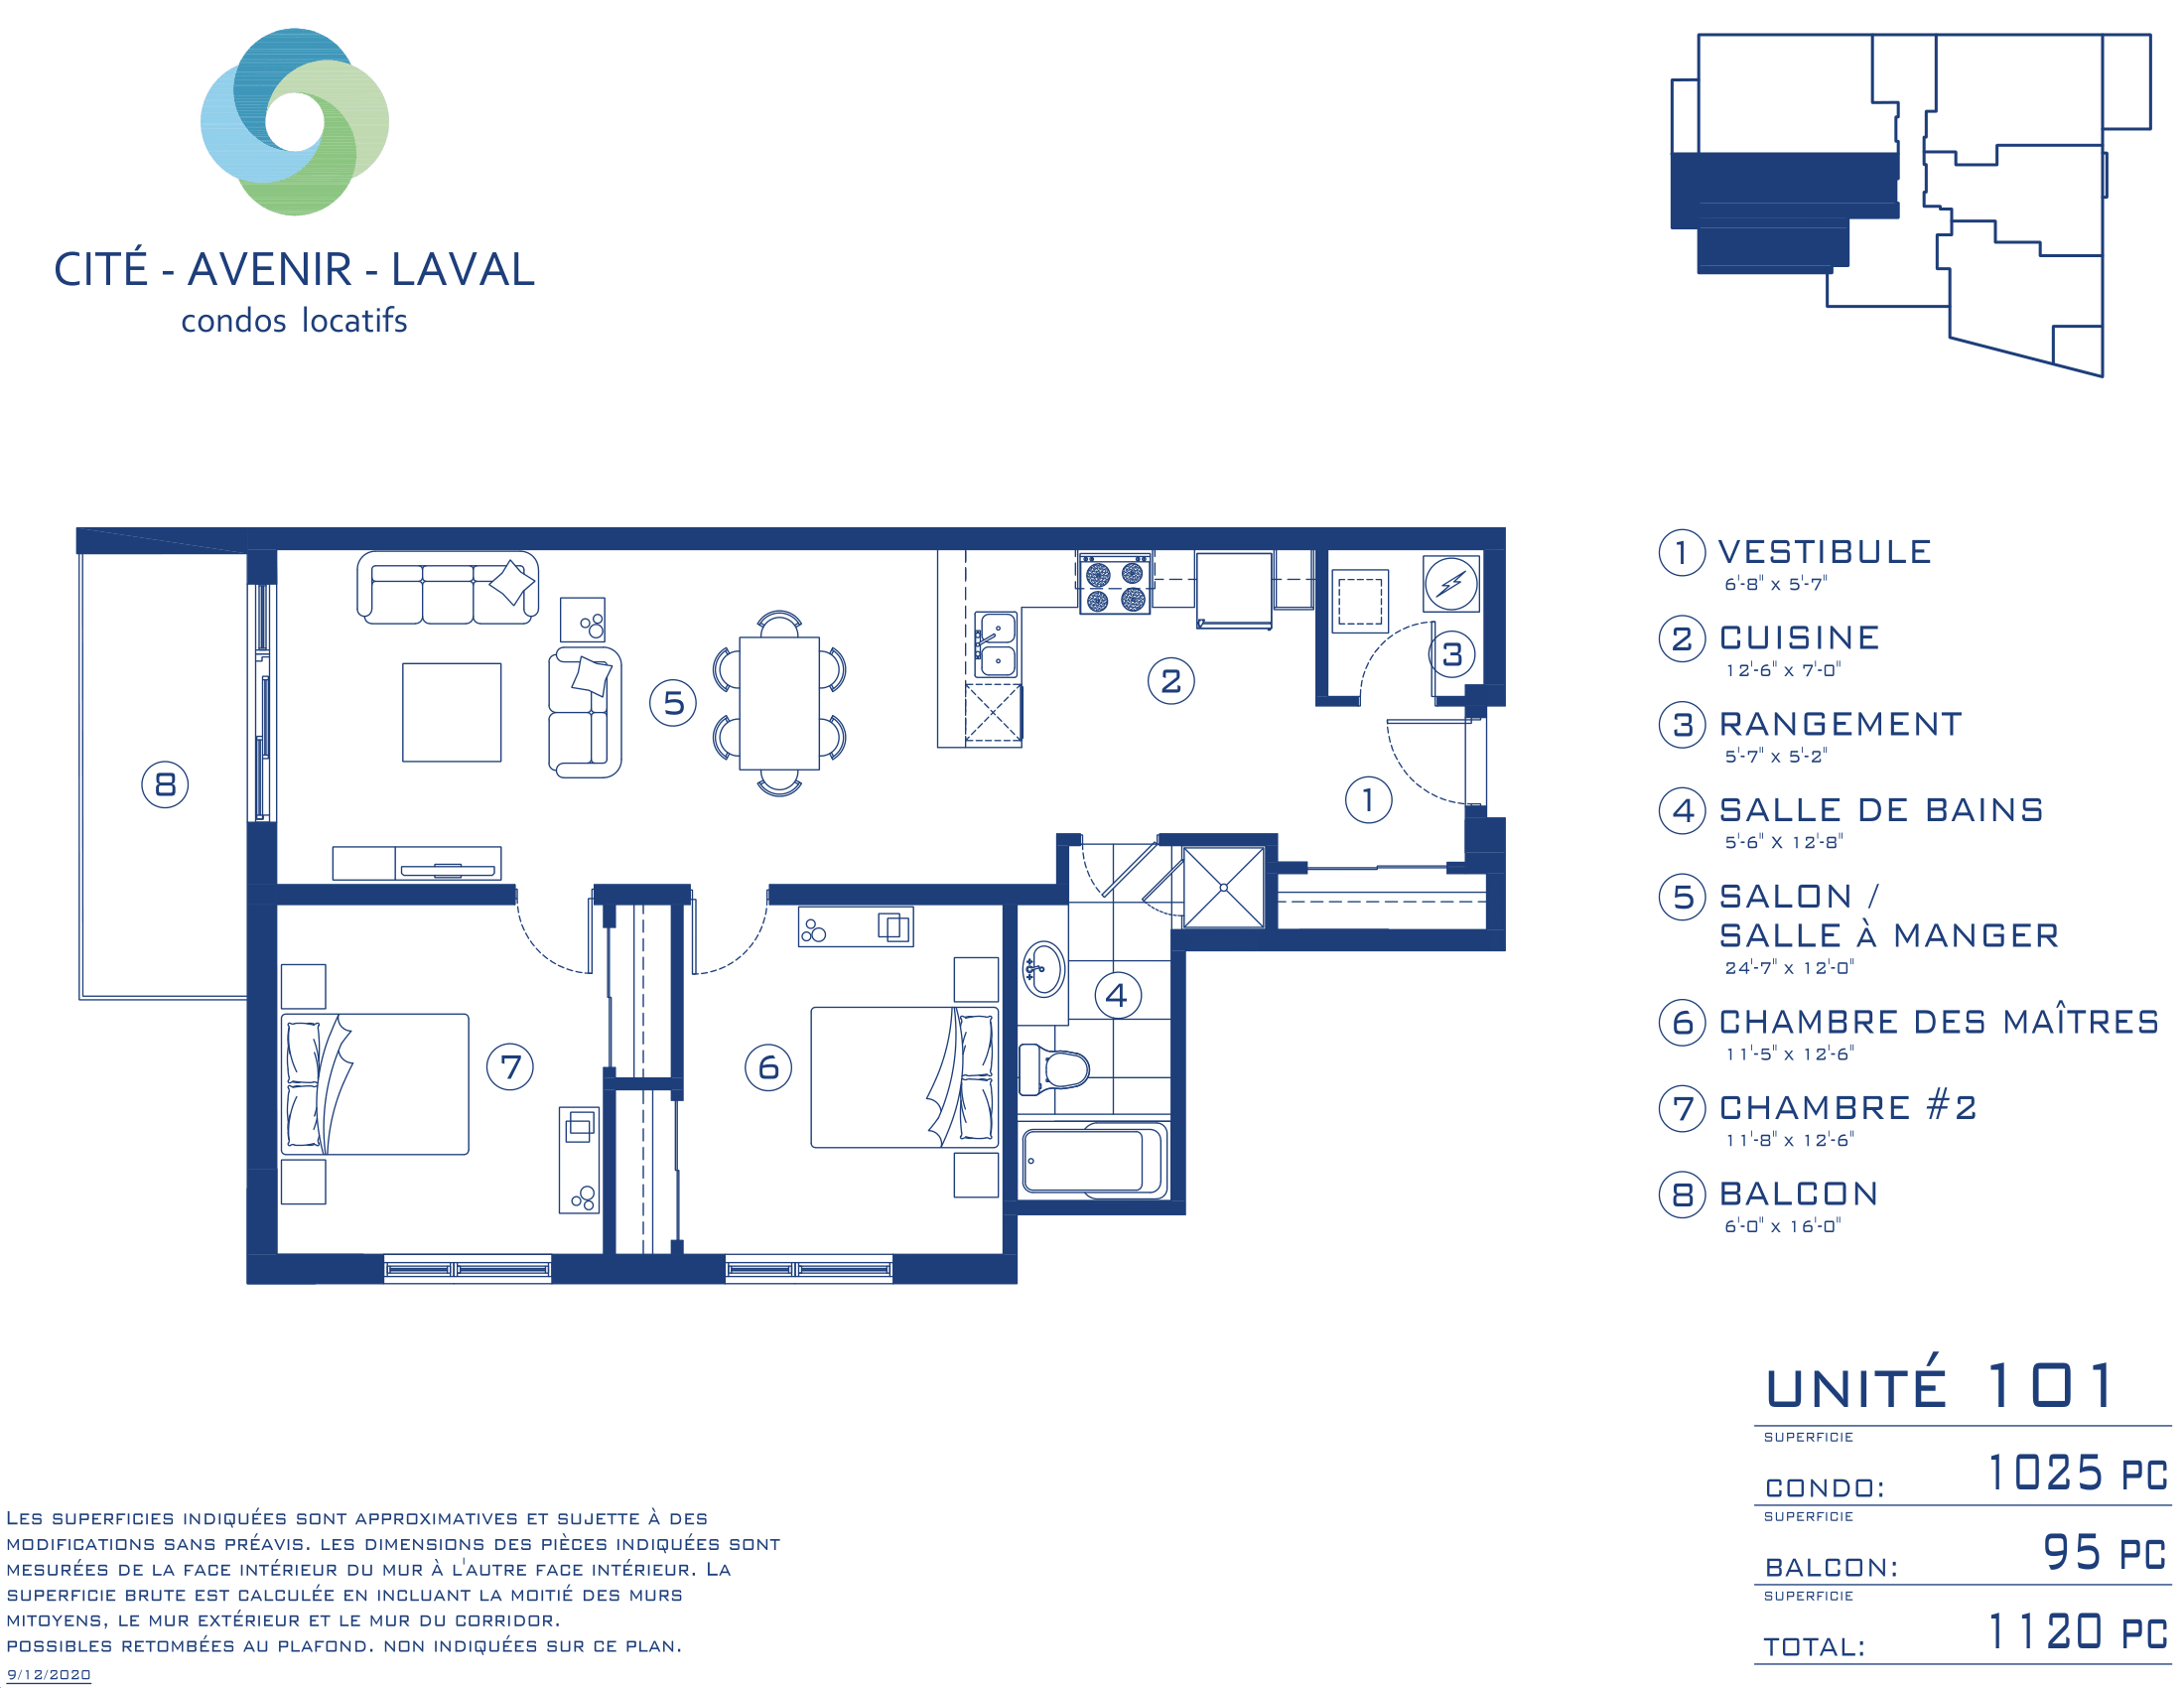 CITÉ - AVENIR - LAVAL
condos locatifs
1 VESTIBULE
6'-8" x 5'-7"
2 CUISINE
12'-6" x 7'-0"
3 RANGEMENT
5'-7" x 5'-2"
4 SALLE DE BAINS
5'-6" X 12'-8"
5 SALON /
SALLE À MANGER
24'-7" x 12'-0"
6 CHAMBRE DES MAÎTRES
11'-5" x 12'-6"
7 CHAMBRE #2
11'-8" x 12'-6"
8 BALCON
6'-0" x 16'-0"
3
2
5
8
1
4
7
6
UNITÉ 101
SUPERFICIE
CONDO: 1025 PC
SUPERFICIE
BALCON: 95 PC
SUPERFICIE
TOTAL: 1120 PC
LES SUPERFICIES INDIQUÉES SONT APPROXIMATIVES ET SUJETTE À DES
MODIFICATIONS SANS PRÉAVIS. LES DIMENSIONS DES PIÈCES INDIQUÉES SONT
MESURÉES DE LA FACE INTÉRIEUR DU MUR À L'AUTRE FACE INTÉRIEUR. LA
SUPERFICIE BRUTE EST CALCULÉE EN INCLUANT LA MOITIÉ DES MURS
MITOYENS, LE MUR EXTÉRIEUR ET LE MUR DU CORRIDOR.
POSSIBLES RETOMBÉES AU PLAFOND. NON INDIQUÉES SUR CE PLAN.
9/12/2020